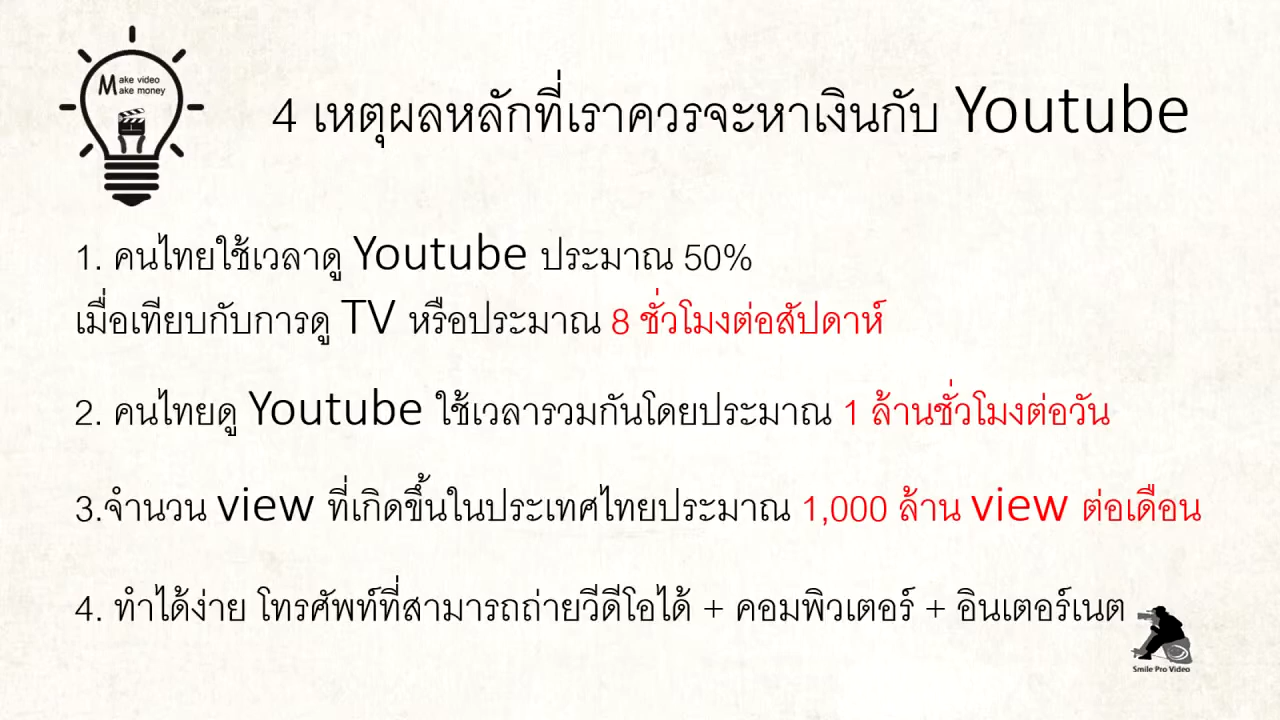 Make video
Make money
4 เหตุผลหลักที่เราควรจะหาเงินกับ Youtube
1. คนไทยใช้เวลาดู Youtube ประมาณ 50%
เมื่อเทียบกับการดู TV หรือประมาณ 8 ชั่วโมงต่อสัปดาห์
2. คนไทยดู Youtube ใช้เวลารวมกันโดยประมาณ 1 ล้านชั่วโมงต่อวัน
3.จำนวน view ที่เกิดขึ้นในประเทศไทยประมาณ 1,000 ล้าน view ต่อเดือน
4. ทำได้ง่าย โทรศัพท์ที่สามารถถ่ายวีดีโอได้ + คอมพิวเตอร์ + อินเตอร์เนต
Smile Pro Video